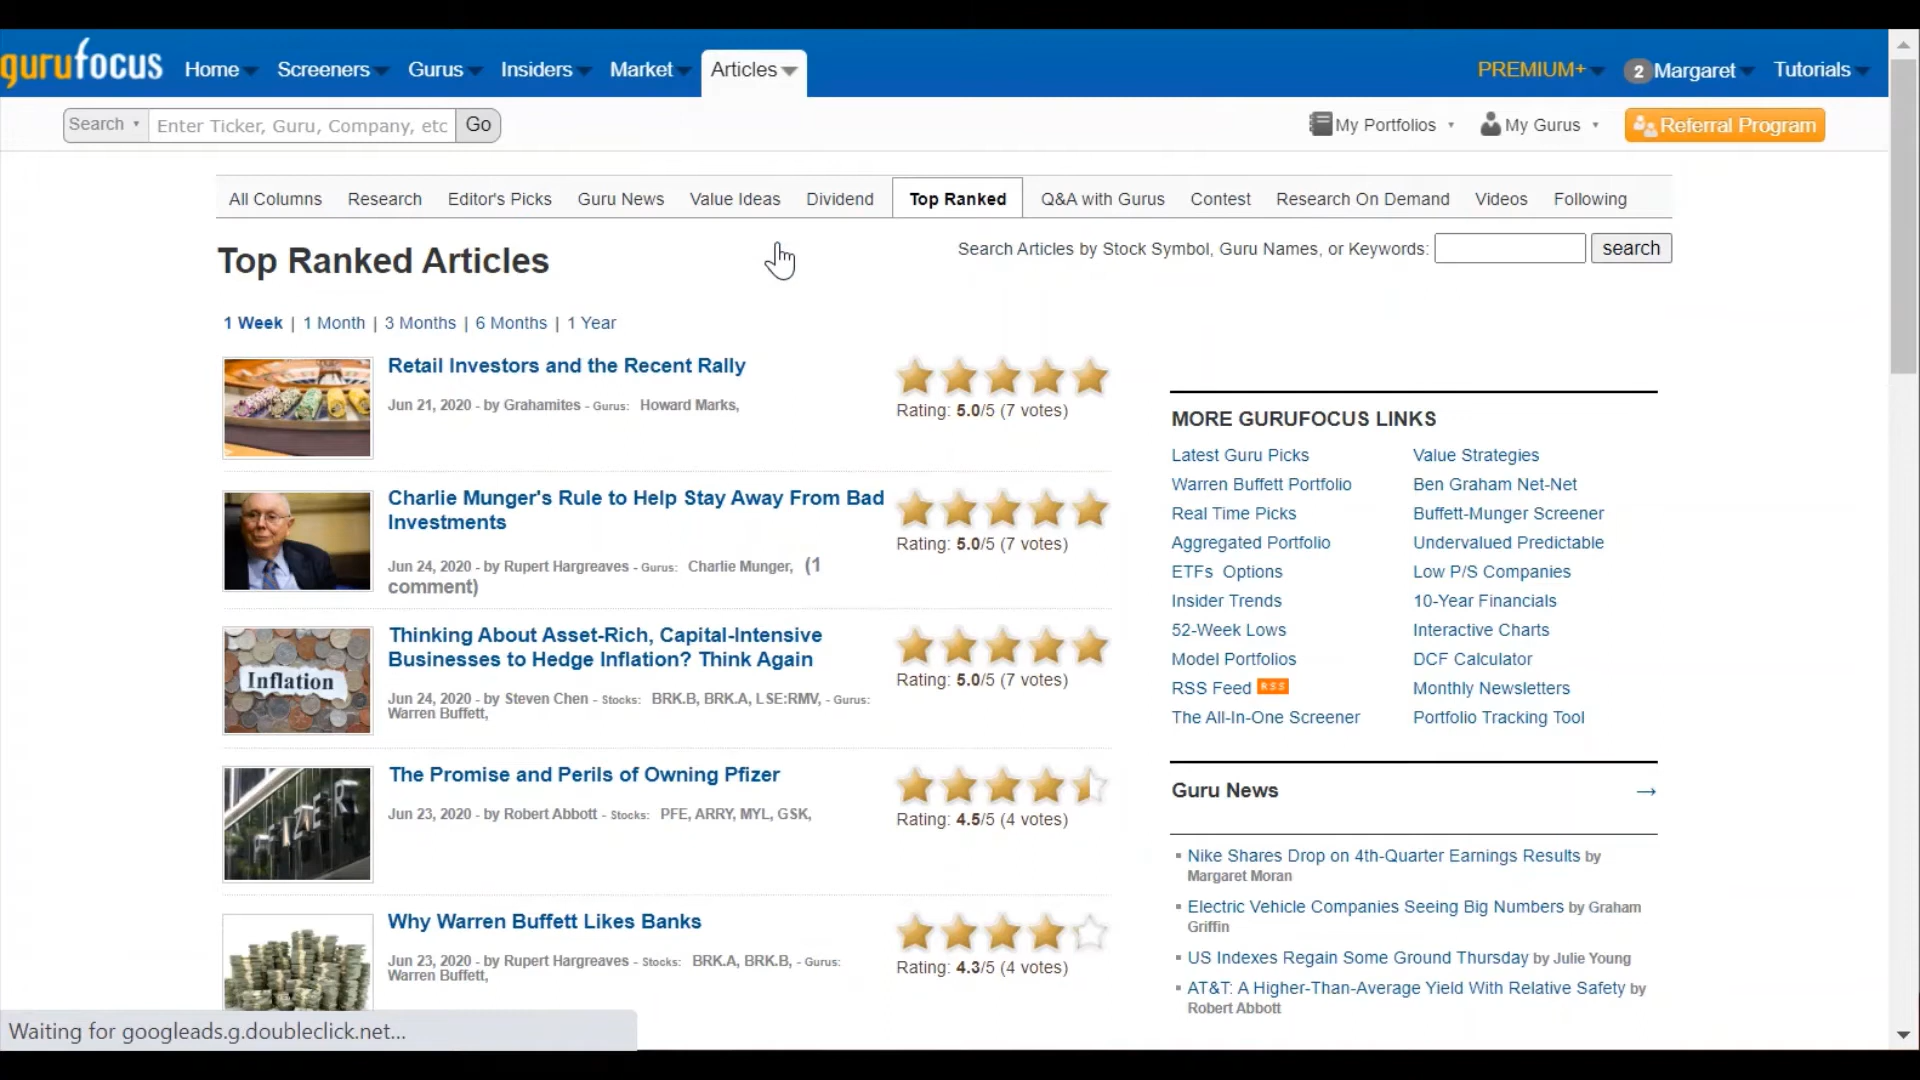 gurufocus Home Screeners Gurus Insiders Market Articles PREMIUM+ 2 Margaret Tutorials
Search Enter Ticker, Guru, Company, etc Go My Portfolios My Gurus Referral Program
All Columns Research Editor's Picks Guru News Value Ideas Dividend Top Ranked Q&A with Gurus Contest Research On Demand Videos Following
Top Ranked Articles
Search Articles by Stock Symbol, Guru Names, or Keywords: search
1 Week | 1 Month | 3 Months | 6 Months | 1 Year
Retail Investors and the Recent Rally
Jun 21, 2020 - by Grahamites - Gurus: Howard Marks,
Rating: 5.0/5 (7 votes)
Charlie Munger's Rule to Help Stay Away From Bad
Investments
Jun 24, 2020 - by Rupert Hargreaves - Gurus: Charlie Munger, (1
comment)
Rating: 5.0/5 (7 votes)
Inflation
Thinking About Asset-Rich, Capital-Intensive
Businesses to Hedge Inflation? Think Again
Jun 24, 2020 - by Steven Chen - Stocks: BRK.B, BRK.A, LSE:RMV, - Gurus:
Warren Buffett,
Rating: 5.0/5 (7 votes)
PFIZER
The Promise and Perils of Owning Pfizer
Jun 23, 2020 - by Robert Abbott - Stocks: PFE, ARRY, MYL, GSK,
Rating: 4.5/5 (4 votes)
Why Warren Buffett Likes Banks
Jun 23, 2020 - by Rupert Hargreaves - Stocks: BRK.A, BRK.B, - Gurus:
Warren Buffett,
Rating: 4.3/5 (4 votes)
MORE GURUFOCUS LINKS
Latest Guru Picks Value Strategies
Warren Buffett Portfolio Ben Graham Net-Net
Real Time Picks Buffett-Munger Screener
Aggregated Portfolio Undervalued Predictable
ETFs Options Low P/S Companies
Insider Trends 10-Year Financials
52-Week Lows Interactive Charts
Model Portfolios DCF Calculator
RSS Feed RSS Monthly Newsletters
The All-In-One Screener Portfolio Tracking Tool
Guru News →
Nike Shares Drop on 4th-Quarter Earnings Results by
Margaret Moran
Electric Vehicle Companies Seeing Big Numbers by Graham
Griffin
US Indexes Regain Some Ground Thursday by Julie Young
AT&T: A Higher-Than-Average Yield With Relative Safety by
Robert Abbott
Waiting for googleads.g.doubleclick.net...